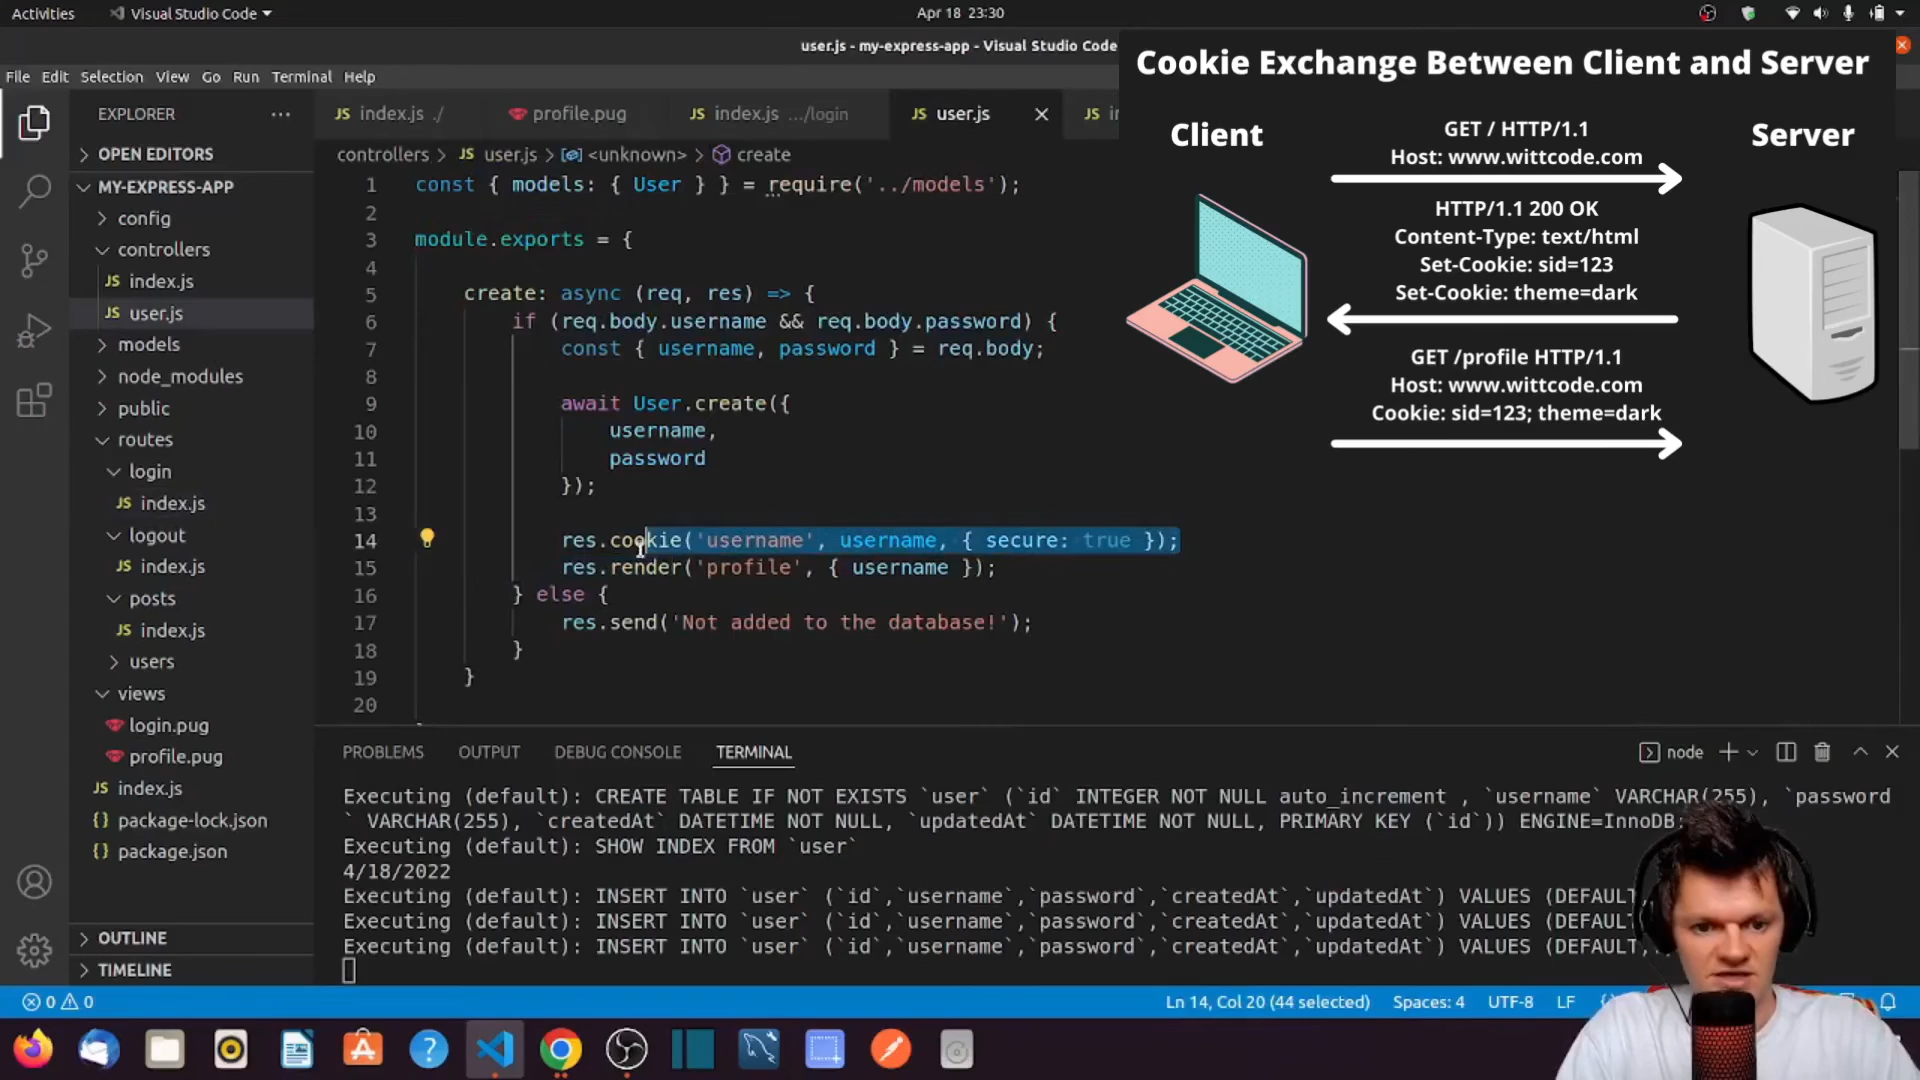 Activities
Visual Studio Code
Apr 18 23:30
user.js - my-express-app - Visual Studio Code
File Edit Selection View Go Run Terminal Help
EXPLORER
OPEN EDITORS
MY-EXPRESS-APP
config
controllers
JS index.js
JS user.js
models
node_modules
public
routes
login
JS index.js
logout
JS index.js
posts
JS index.js
users
views
login.pug
profile.pug
JS index.js
{} package-lock.json
{} package.json
OUTLINE
TIMELINE
JS index.js ./
profile.pug
JS index.js .../login
JS user.js
JS
controllers > JS user.js > <unknown> > create
1 const { models: { User } } = require('../models');
2
3 module.exports = {
4
5 create: async (req, res) => {
6 if (req.body.username && req.body.password) {
7 const { username, password } = req.body;
8
9 await User.create({
10 username,
11 password
12 });
13
14 res.cookie('username', username, { secure: true });
15 res.render('profile', { username });
16 } else {
17 res.send('Not added to the database!');
18 }
19 }
20
Cookie Exchange Between Client and Server
Client
Server
GET / HTTP/1.1
Host: www.wittcode.com
HTTP/1.1 200 OK
Content-Type: text/html
Set-Cookie: sid=123
Set-Cookie: theme=dark
GET /profile HTTP/1.1
Host: www.wittcode.com
Cookie: sid=123; theme=dark
PROBLEMS OUTPUT DEBUG CONSOLE TERMINAL
node
Executing (default): CREATE TABLE IF NOT EXISTS `user` (`id` INTEGER NOT NULL auto_increment , `username` VARCHAR(255), `password
` VARCHAR(255), `createdAt` DATETIME NOT NULL, `updatedAt` DATETIME NOT NULL, PRIMARY KEY (`id`)) ENGINE=InnoDB;
Executing (default): SHOW INDEX FROM `user`
4/18/2022
Executing (default): INSERT INTO `user` (`id`,`username`,`password`,`createdAt`,`updatedAt`) VALUES (DEFAULT,
Executing (default): INSERT INTO `user` (`id`,`username`,`password`,`createdAt`,`updatedAt`) VALUES (DEFAULT,
Executing (default): INSERT INTO `user` (`id`,`username`,`password`,`createdAt`,`updatedAt`) VALUES (DEFAULT,
0 0
Ln 14, Col 20 (44 selected)
Spaces: 4
UTF-8
LF